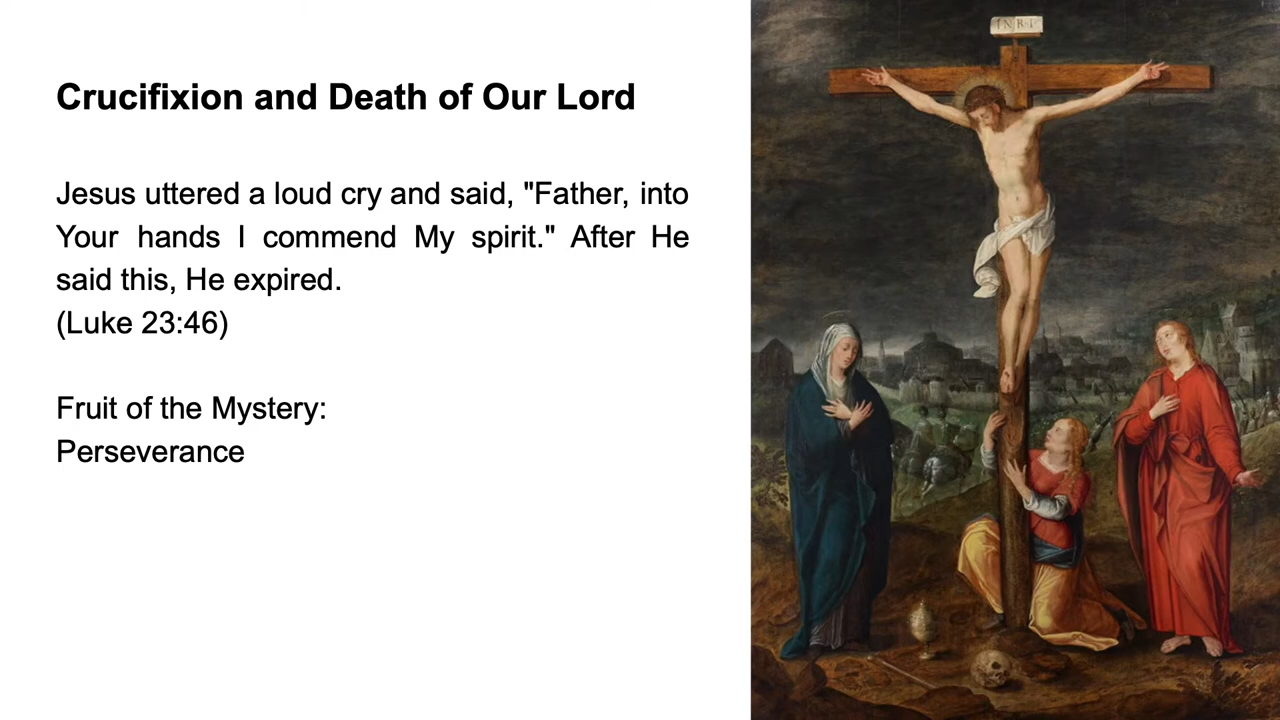 Crucifixion and Death of Our Lord
Jesus uttered a loud cry and said, "Father, into
Your hands I commend My spirit." After He
said this, He expired.
(Luke 23:46)
Fruit of the Mystery:
Perseverance
INRI